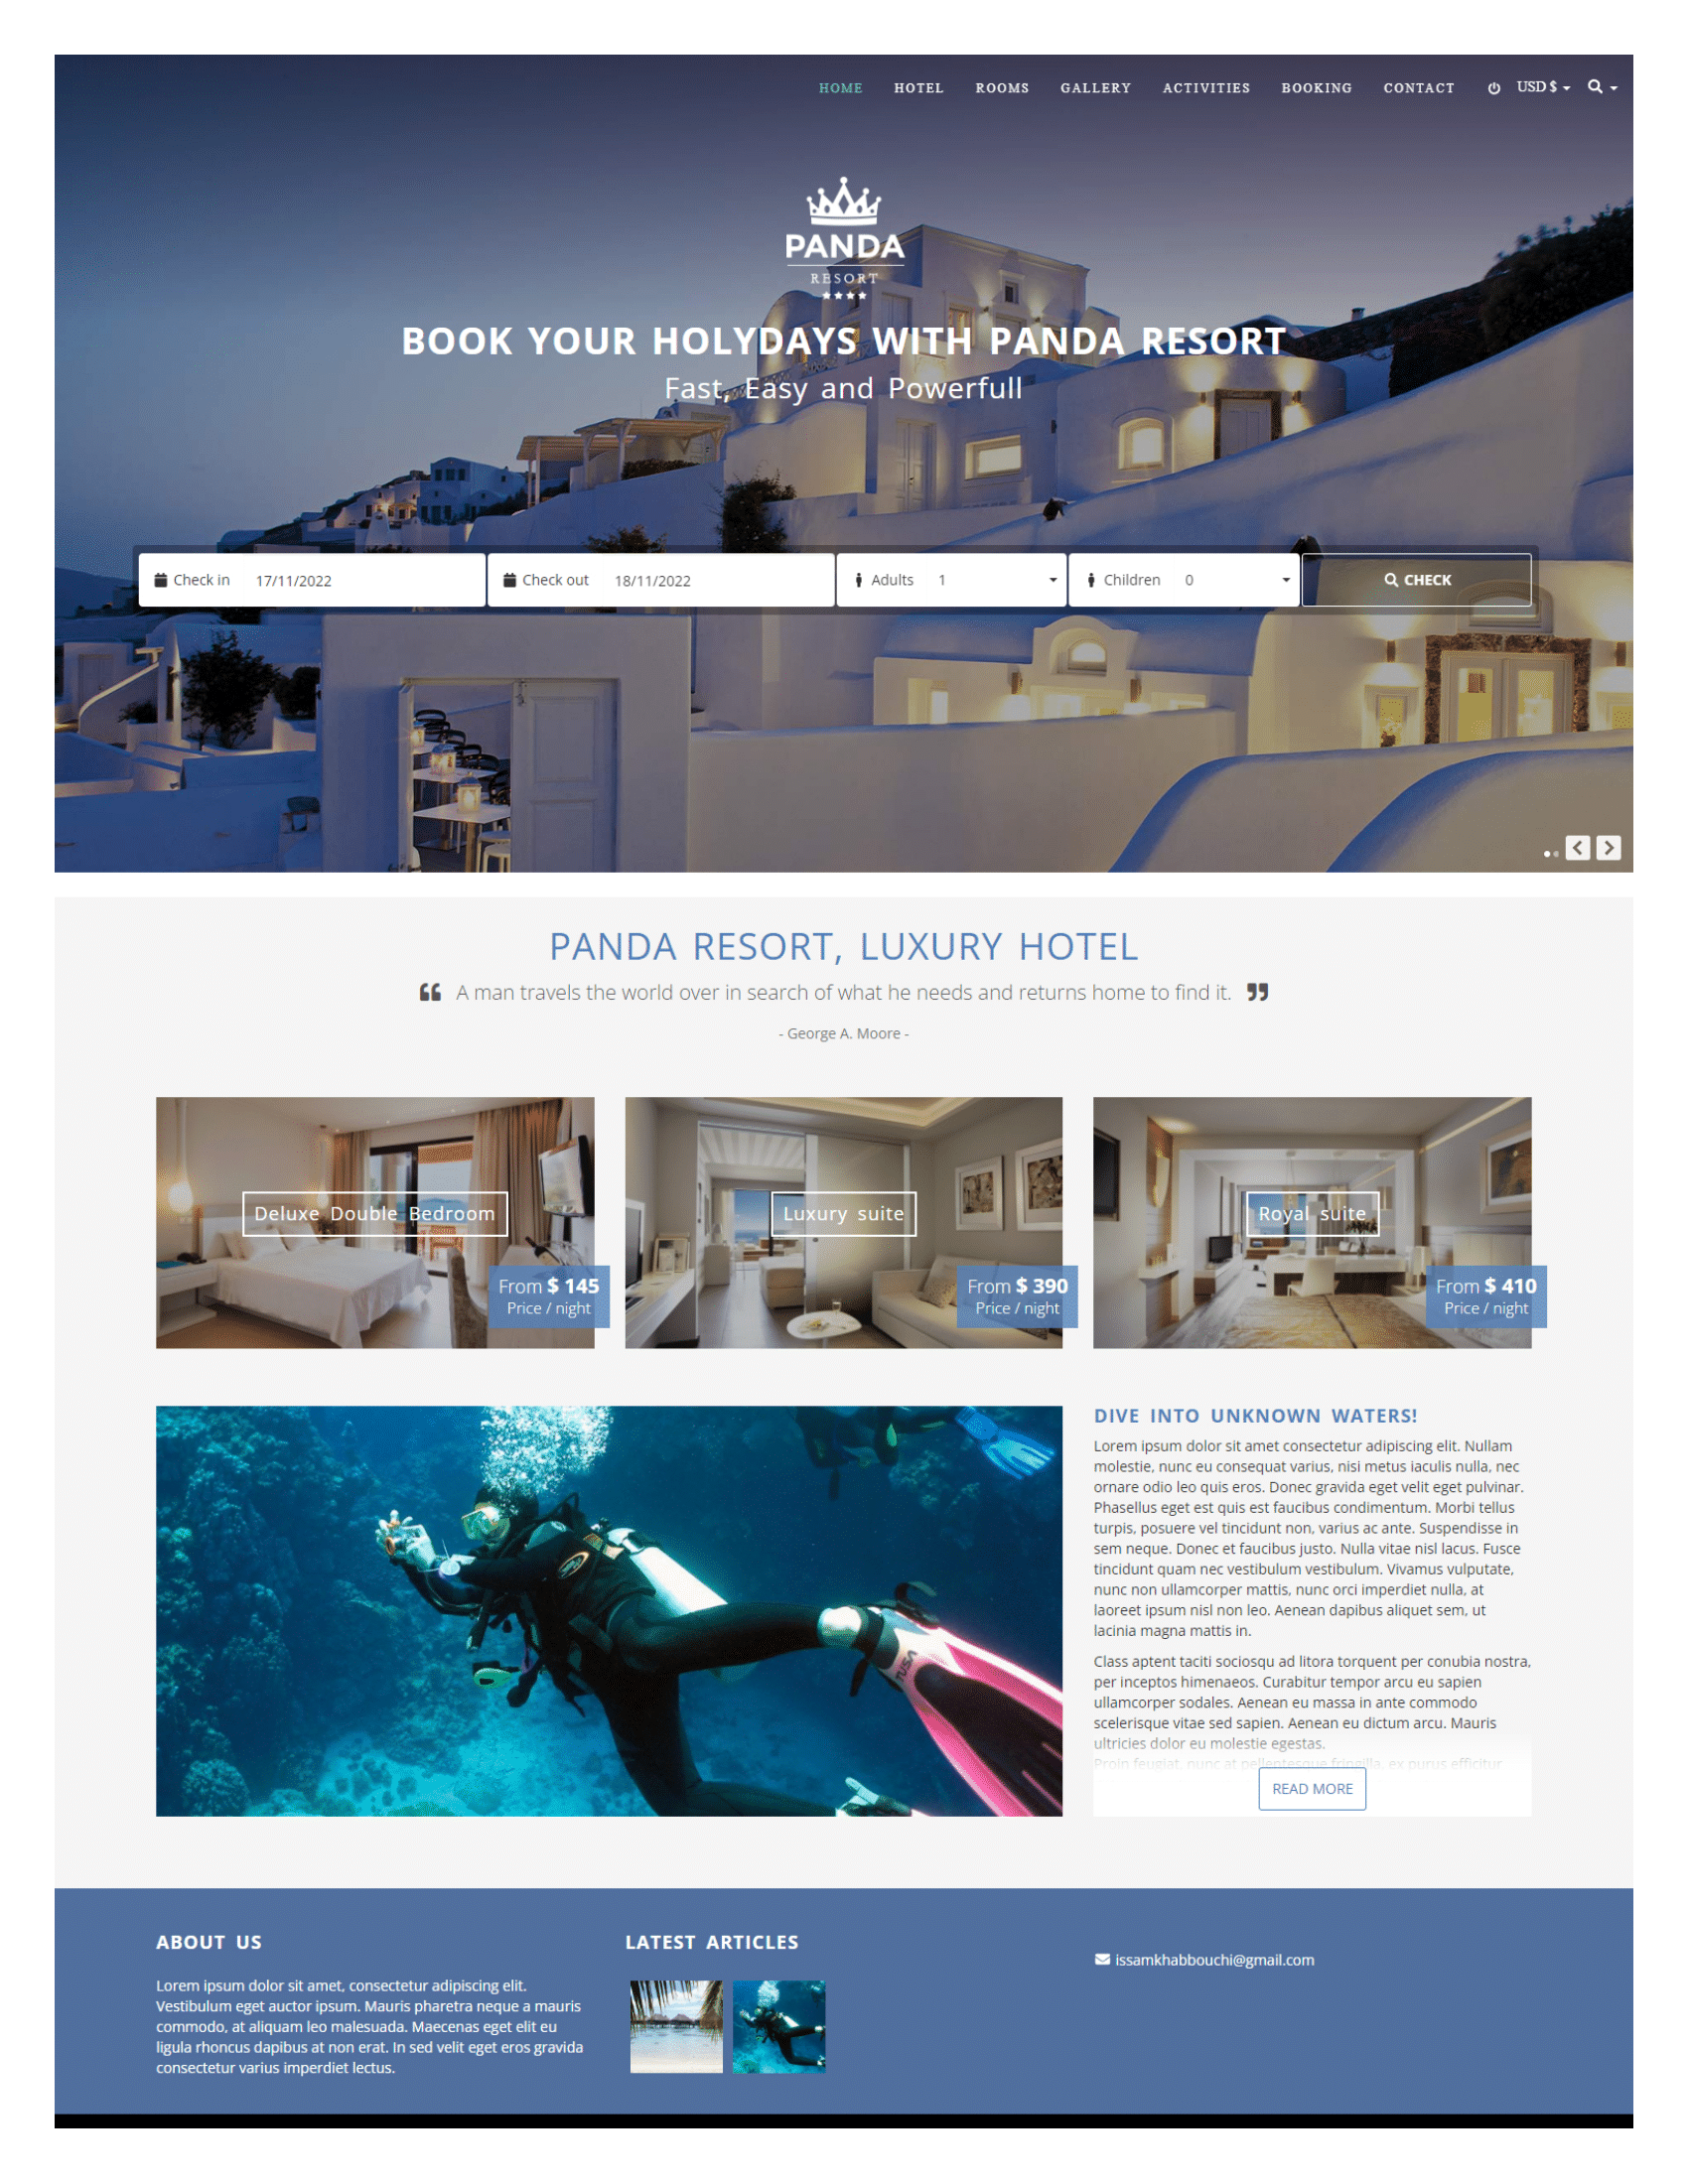 HOME HOTEL ROOMS GALLERY ACTIVITIES BOOKING CONTACT USD $
PANDA
RESORT
BOOK YOUR HOLYDAYS WITH PANDA RESORT
Fast, Easy and Powerfull
Check in 17/11/2022 Check out 18/11/2022 Adults 1 Children 0 CHECK
PANDA RESORT, LUXURY HOTEL
“ A man travels the world over in search of what he needs and returns home to find it. ”
- George A. Moore -
Deluxe Double Bedroom
From $ 145
Price / night
Luxury suite
From $ 390
Price / night
Royal suite
From $ 410
Price / night
TUSA
DIVE INTO UNKNOWN WATERS!
Lorem ipsum dolor sit amet consectetur adipiscing elit. Nullam
molestie, nunc eu consequat varius, nisi metus iaculis nulla, nec
ornare odio leo quis eros. Donec gravida eget velit eget pulvinar.
Phasellus eget est quis est faucibus condimentum. Morbi tellus
turpis, posuere vel tincidunt non, varius ac ante. Suspendisse in
sem neque. Donec et faucibus justo. Nulla vitae nisl lacus. Fusce
tincidunt quam nec vestibulum vestibulum. Vivamus vulputate,
nunc non ullamcorper mattis, nunc orci imperdiet nulla, at
laoreet ipsum nisl non leo. Aenean dapibus aliquet sem, ut
lacinia magna mattis in.
Class aptent taciti sociosqu ad litora torquent per conubia nostra,
per inceptos himenaeos. Curabitur tempor arcu eu sapien
ullamcorper sodales. Aenean eu massa in ante commodo
scelerisque vitae sed sapien. Aenean eu dictum arcu. Mauris
ultricies dolor eu molestie egestas.
Proin feugiat, nunc at pellentesque fringilla, ex purus efficitur
READ MORE
ABOUT US
Lorem ipsum dolor sit amet, consectetur adipiscing elit.
Vestibulum eget auctor ipsum. Mauris pharetra neque a mauris
commodo, at aliquam leo malesuada. Maecenas eget elit eu
ligula rhoncus dapibus at non erat. In sed velit eget eros gravida
consectetur varius imperdiet lectus.
LATEST ARTICLES
issamkhabbouchi@gmail.com